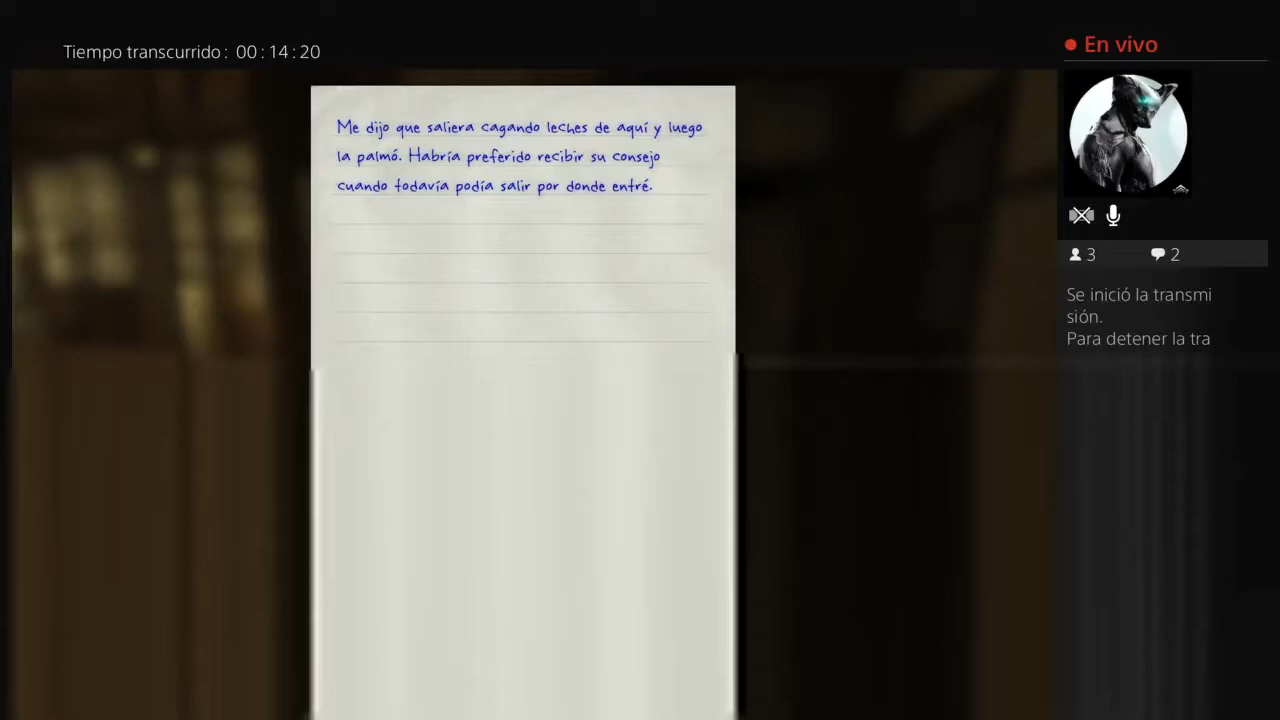 Tiempo transcurrido: 00:14:20
En vivo
Me dijo que saliera cagando leches de aquí y luego
la palmó. Habría preferido recibir su consejo
cuando todavía podía salir por donde entré.
3
2
Se inició la transmi
sión.
Para detener la tra